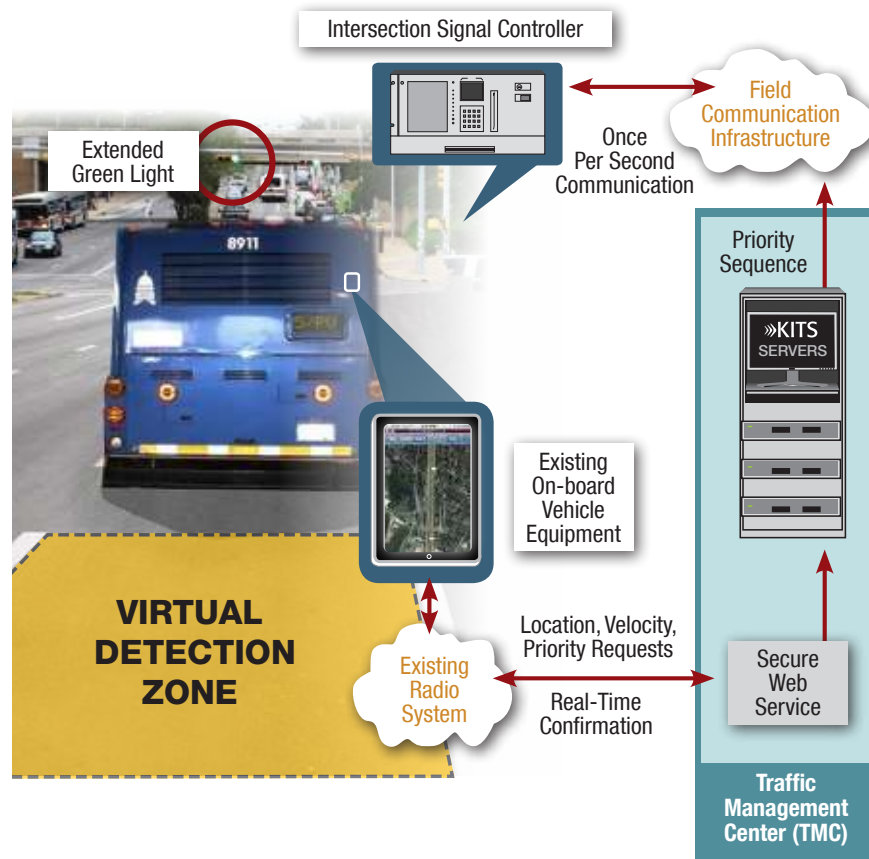 Intersection Signal Controller
Extended
Green Light
Field
Communication
Infrastructure
Once
Per Second
Communication
8911
Priority
Sequence
»KITS
SERVERS
Existing
On-board
Vehicle
Equipment
VIRTUAL
DETECTION
ZONE
Existing
Radio
System
Location, Velocity,
Priority Requests
Real-Time
Confirmation
Secure
Web
Service
Traffic
Management
Center (TMC)